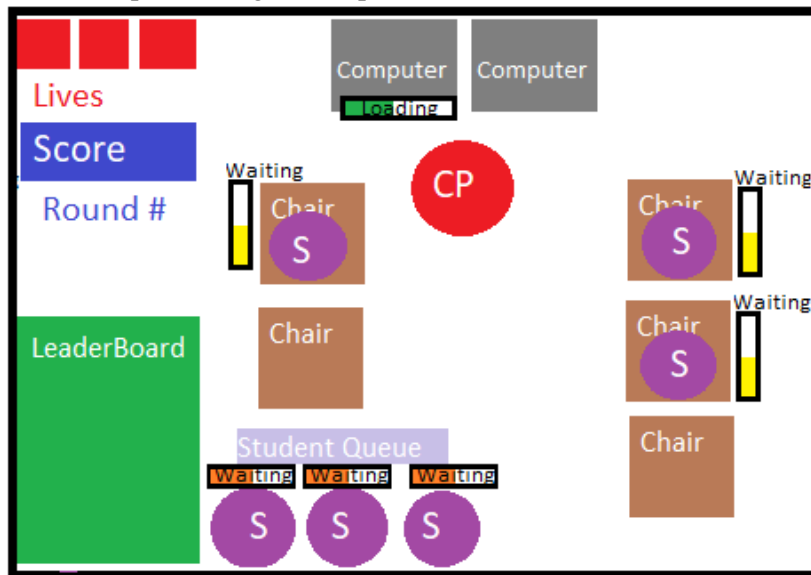 Computer
Computer
Lives
Loading
Score
Waiting
CP
Waiting
Round #
Chair
Chair
S
S
Waiting
LeaderBoard
Chair
Chair
S
Student Queue
Chair
Waiting
Waiting
Waiting
S
S
S